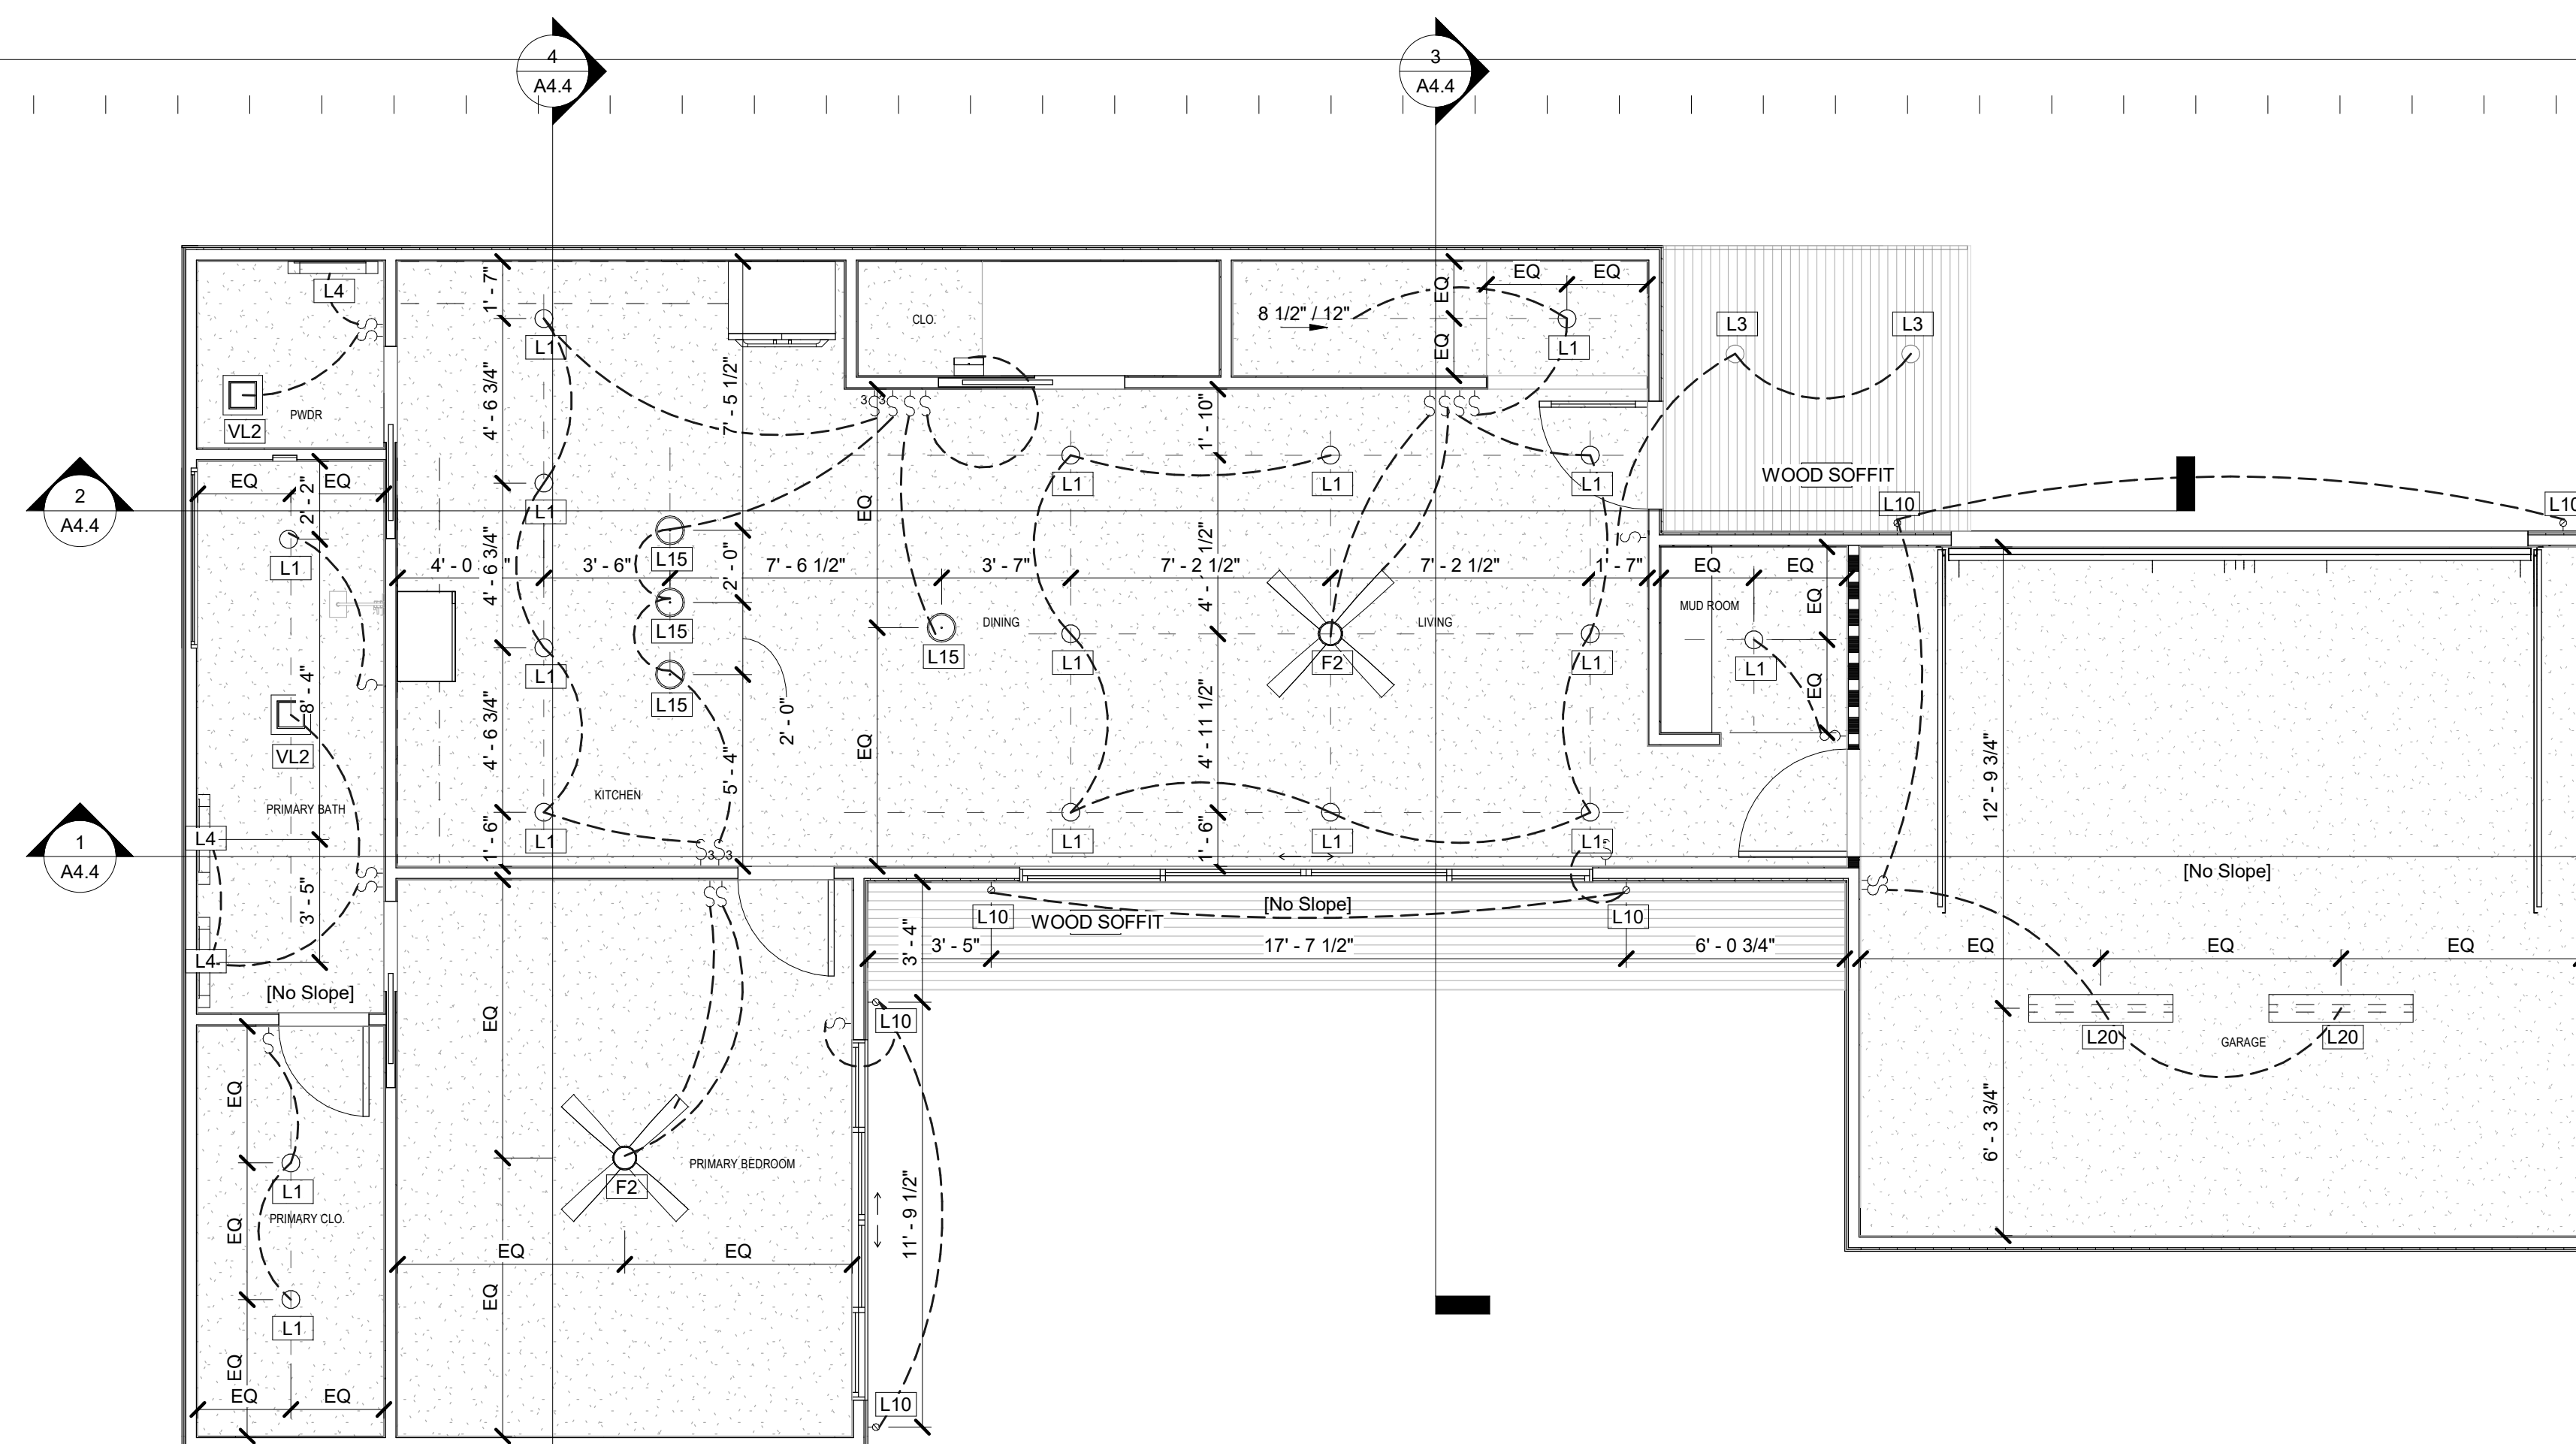 4
A4.4
3
A4.4
1' - 7"
EQ
EQ
EQ
L4
8 1/2" / 12"
CLO.
L3
L3
L1
EQ
L1
4' - 6 3/4"
7' - 5 1/2"
3
3
1' - 10"
PWDR
VL2
WOOD SOFFIT
EQ
EQ
2' - 2"
L1
L1
L1
2
A4.4
L1
EQ
L10
L10
L15
4' - 0
"
4' - 6 3/4"
3' - 6"
2' - 0"
7' - 6 1/2"
3' - 7"
7' - 2 1/2"
4' - 11 1/2"
7' - 2 1/2"
1' - 7"
EQ
EQ
L1
EQ
MUD ROOM
L15
DINING
LIVING
L15
L1
F2
L1
L1
L1
8' - 4"
L15
EQ
2' - 0"
4' - 6 3/4"
EQ
4' - 11 1/2"
VL2
5' - 4"
12' - 9 3/4"
KITCHEN
PRIMARY BATH
L4
1' - 6"
L1
L1
1' - 6"
L1
L1
3
3
1
A4.4
[No Slope]
3' - 5"
[No Slope]
L10
WOOD SOFFIT
L10
3' - 4"
3' - 5"
17' - 7 1/2"
6' - 0 3/4"
EQ
EQ
EQ
L4
[No Slope]
EQ
L10
L20
L20
GARAGE
EQ
6' - 3 3/4"
PRIMARY BEDROOM
L1
F2
PRIMARY CLO.
EQ
11' - 9 1/2"
EQ
EQ
EQ
L1
EQ
EQ
EQ
L10